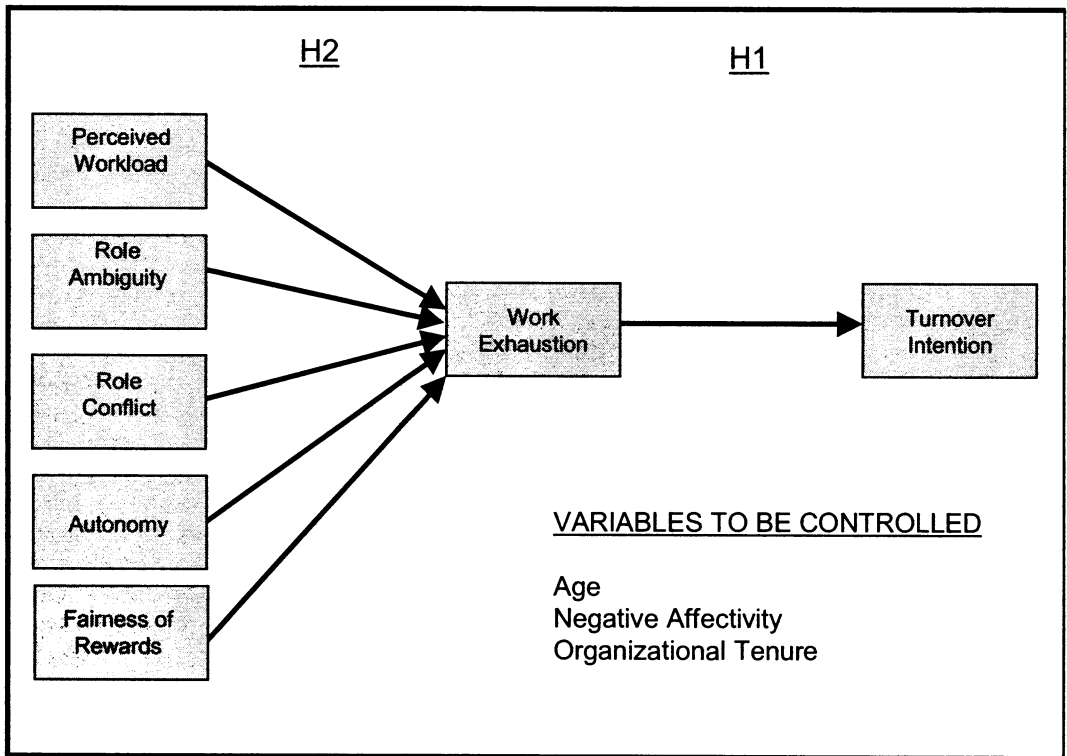 H2
H1
Perceived
Workload
Role
Ambiguity
Role
Conflict
Autonomy
Fairness of
Rewards
Work
Exhaustion
Turnover
Intention
VARIABLES TO BE CONTROLLED
Age
Negative Affectivity
Organizational Tenure